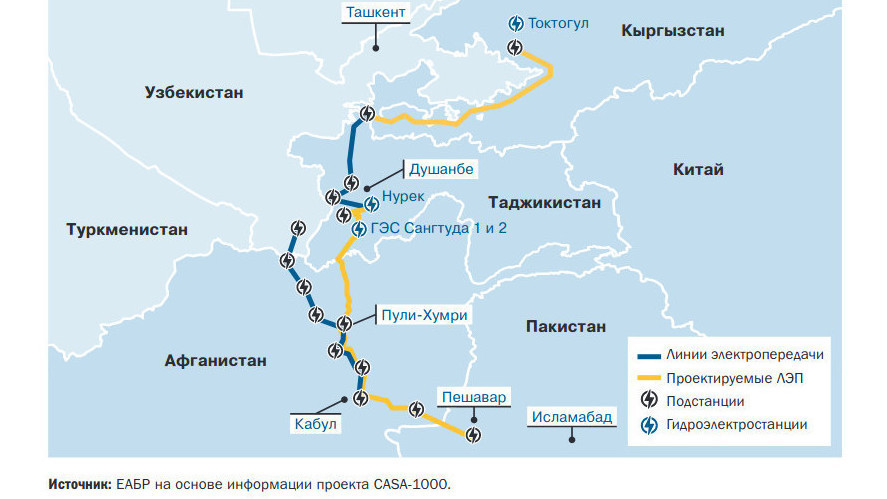 Ташкент
Токтогул
Кыргызстан
Узбекистан
Душанбе
Китай
Нурек
Таджикистан
Туркменистан
ГЭС Сангтуда 1 и 2
Пули-Хумри
Пакистан
Афганистан
Линии электропередачи
Проектируемые ЛЭП
Подстанции
Гидроэлектростанции
Пешавар
Исламабад
Кабул
Источник: ЕАБР на основе информации проекта CASA-1000.